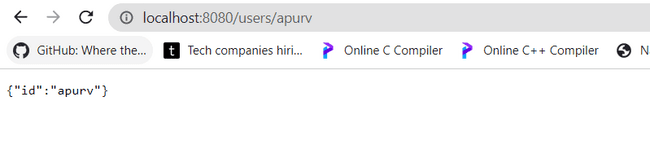 localhost:8080/users/apurv
GitHub: Where the... t Tech companies hiri... Online C Compiler Online C++ Compiler N
{"id":"apurv"}